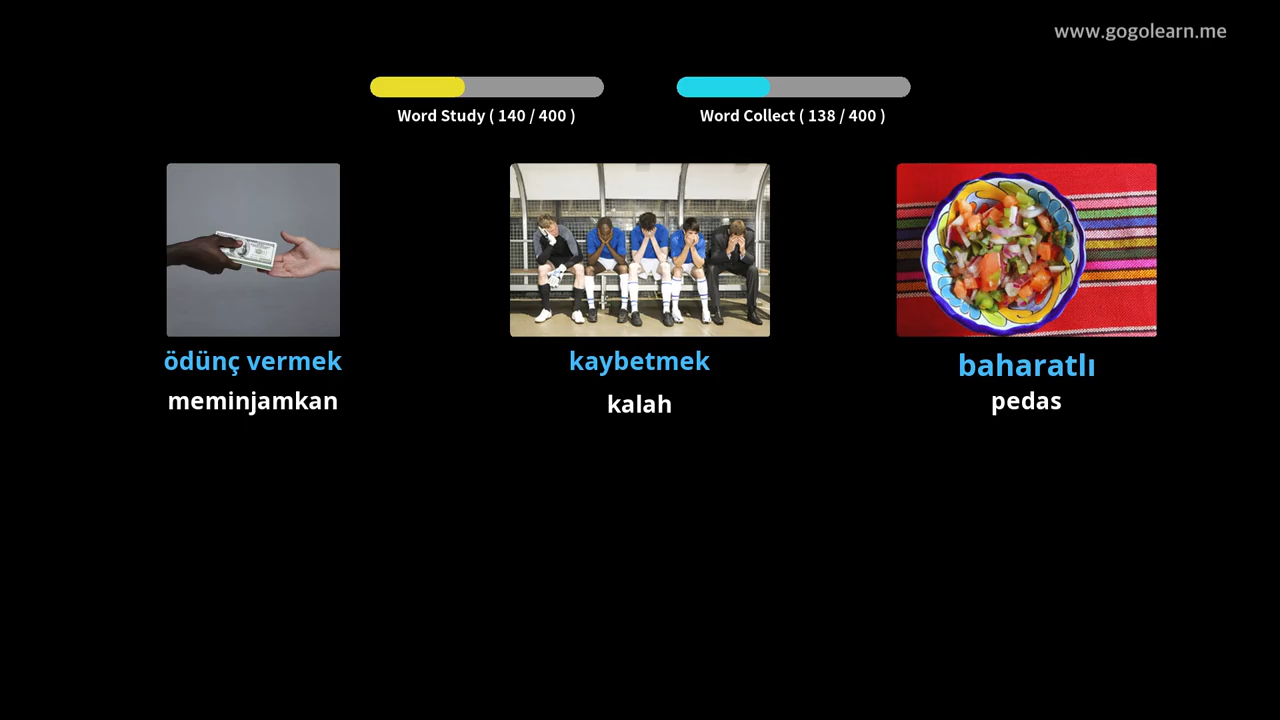 www.gogolearn.me
Word Study ( 140 / 400 )
Word Collect ( 138 / 400 )
ödünç vermek
meminjamkan
kaybetmek
kalah
baharatlı
pedas